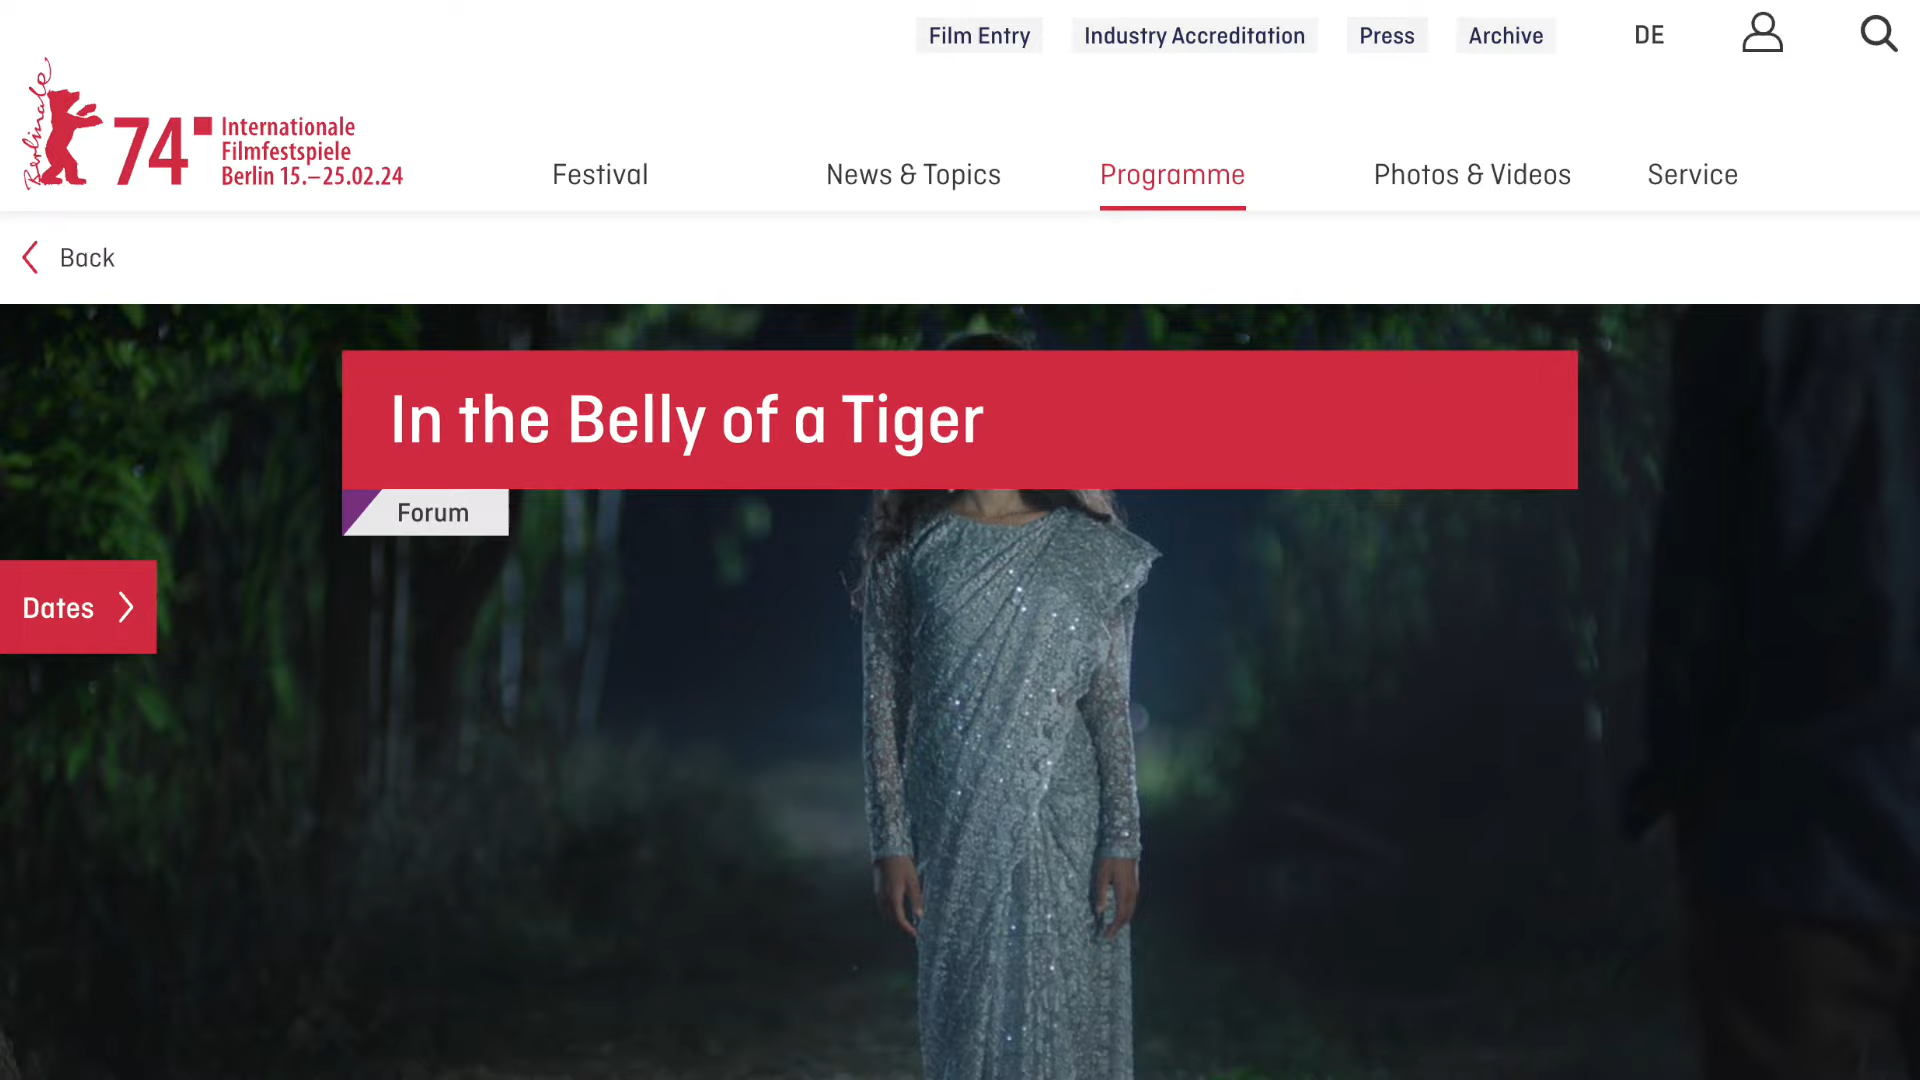 Film Entry
Industry Accreditation
Press
Archive
DE
Berlinale
74
Internationale
Filmfestspiele
Berlin 15.–25.02.24
Festival
News & Topics
Programme
Photos & Videos
Service
Back
In the Belly of a Tiger
Forum
Dates